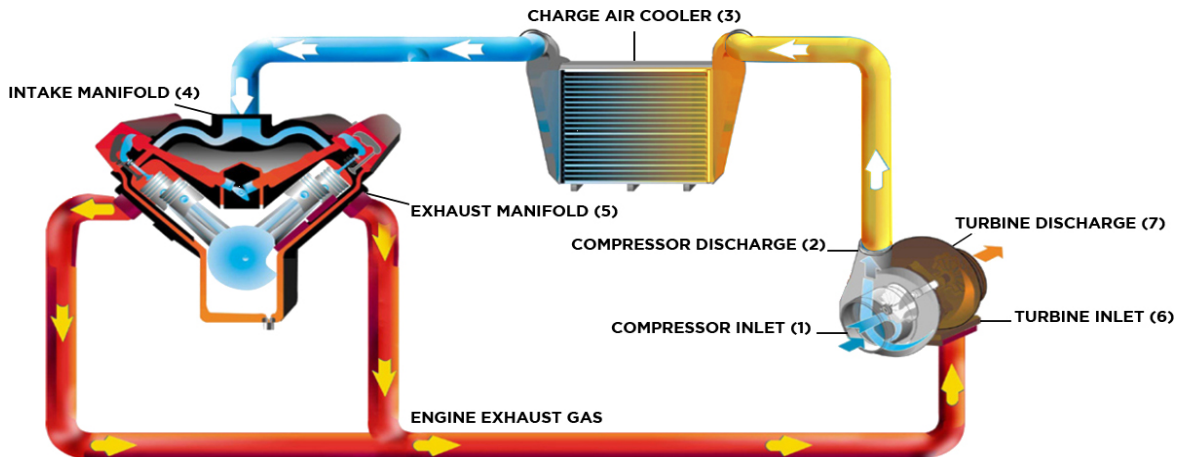 CHARGE AIR COOLER (3)
INTAKE MANIFOLD (4)
EXHAUST MANIFOLD (5)
TURBINE DISCHARGE (7)
COMPRESSOR DISCHARGE (2)
COMPRESSOR INLET (1)
TURBINE INLET (6)
ENGINE EXHAUST GAS